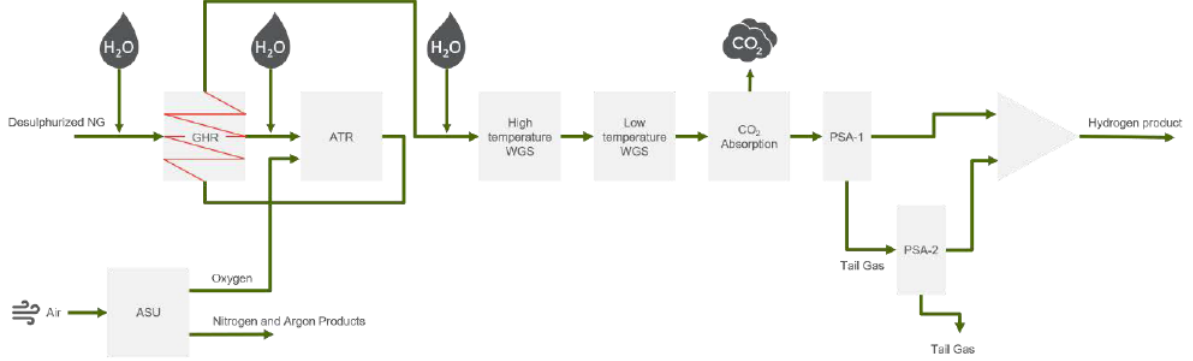 H2O
H2O
H2O
CO2
Desulphurized NG
GHR
ATR
High
temperature
WGS
Low
temperature
WGS
CO2
Absorption
PSA-1
Hydrogen product
PSA-2
Tail Gas
Oxygen
Air
ASU
Nitrogen and Argon Products
Tail Gas